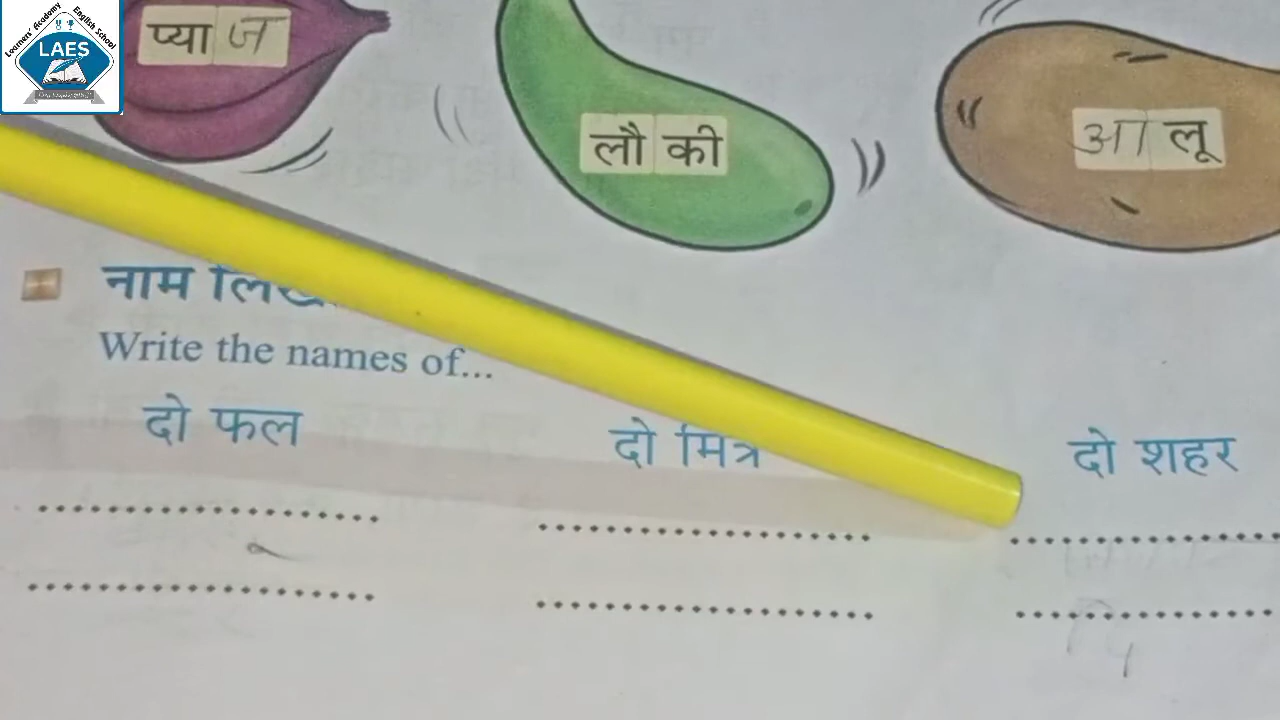 Learners' Academy English School
LAES
प्याज
लौकी
आलू
नाम
Write the names of...
दो फल
दो मित्र
दो शहर